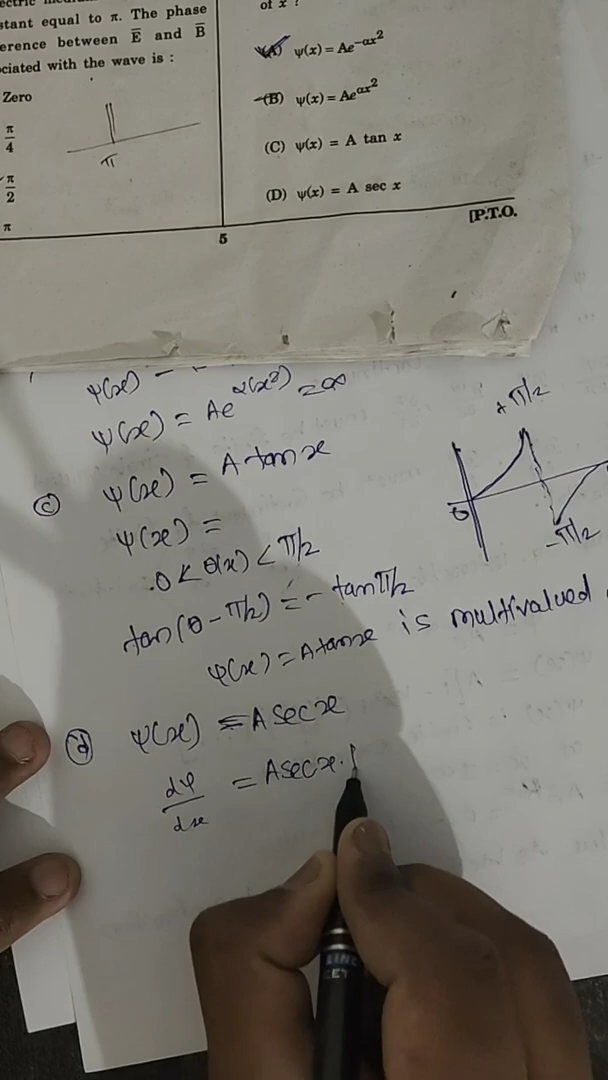 stant equal to π. The phase
erence between E̅ and B̅
ciated with the wave is :
Zero
π/4
π/2
π
π
of x ?
(A) ψ(x) = Ae^-αx²
(B) ψ(x) = Ae^αx²
(C) ψ(x) = A tan x
(D) ψ(x) = A sec x
[P.T.O.
5
ψ(x) =
ψ(x) = Ae^α(x²) = ∞
(c) ψ(x) = A tan x
ψ(x) =
0 < θ(x) < π/2
tan(θ - π/2) = - tan π/2
ψ(x) = A tan x is multivalued
+π/2
0
-π/2
(d) ψ(x) = A sec x
dψ/dx = A sec x .
LINC
CET